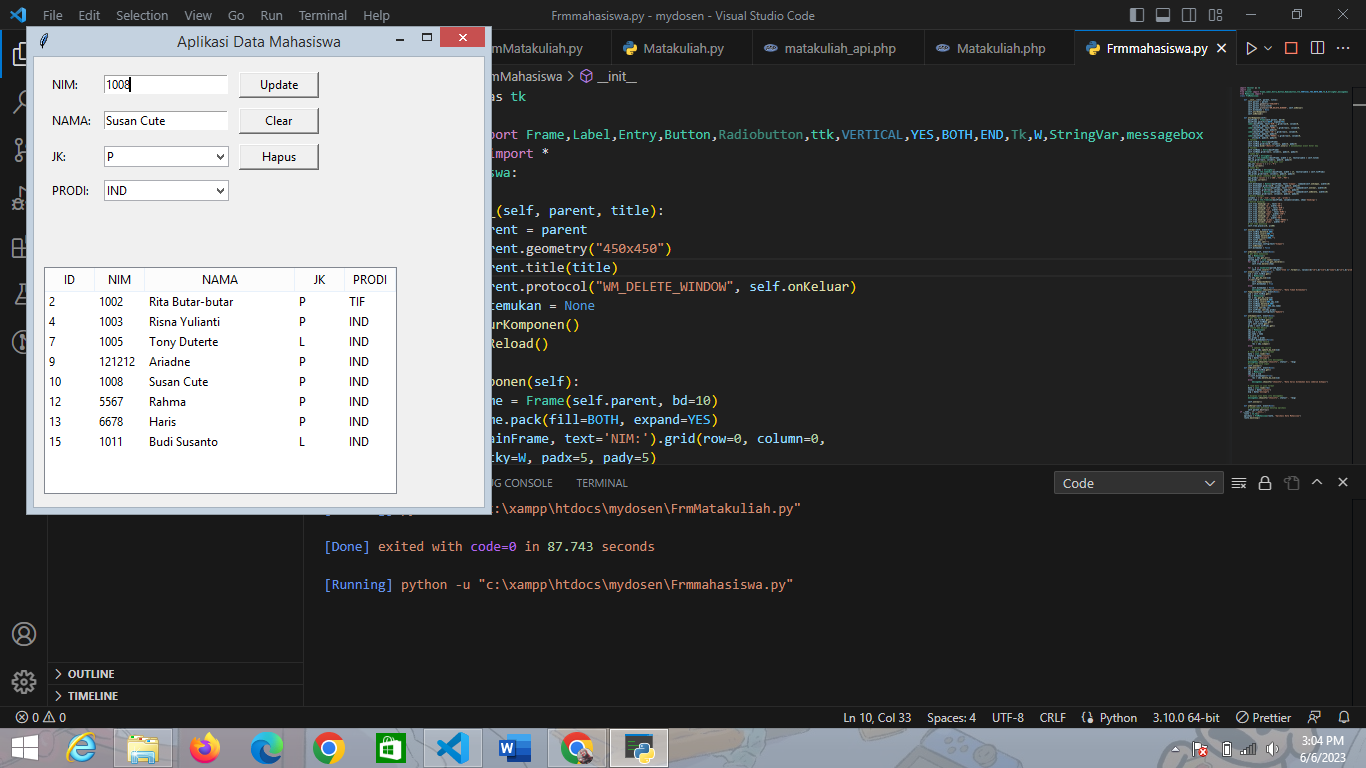 File Edit Selection View Go Run Terminal Help Frmmahasiswa.py - mydosen - Visual Studio Code
Aplikasi Data Mahasiswa
NIM: 1008 Update
NAMA: Susan Cute Clear
JK: P Hapus
PRODI: IND
ID NIM NAMA JK PRODI
2 1002 Rita Butar-butar P TIF
4 1003 Risna Yulianti P IND
7 1005 Tony Duterte L IND
9 121212 Ariadne P IND
10 1008 Susan Cute P IND
12 5567 Rahma P IND
13 6678 Haris P IND
15 1011 Budi Susanto L IND
mMatakuliah.py Matakuliah.py matakuliah_api.php Matakuliah.php Frmmahasiswa.py
mMahasiswa > __init__
as tk
port Frame,Label,Entry,Button,Radiobutton,ttk,VERTICAL,YES,BOTH,END,Tk,W,StringVar,messagebox
import *
swa:
_(self, parent, title):
rent = parent
rent.geometry("450x450")
rent.title(title)
rent.protocol("WM_DELETE_WINDOW", self.onKeluar)
temukan = None
urKomponen()
Reload()
ponen(self):
me = Frame(self.parent, bd=10)
me.pack(fill=BOTH, expand=YES)
ainFrame, text='NIM:').grid(row=0, column=0,
cky=W, padx=5, pady=5)
UG CONSOLE TERMINAL Code
c:\xampp\htdocs\mydosen\FrmMatakuliah.py"
[Done] exited with code=0 in 87.743 seconds
[Running] python -u "c:\xampp\htdocs\mydosen\Frmmahasiswa.py"
OUTLINE
TIMELINE
0 0 Ln 10, Col 33 Spaces: 4 UTF-8 CRLF Python 3.10.0 64-bit Prettier
3:04 PM
6/6/2023